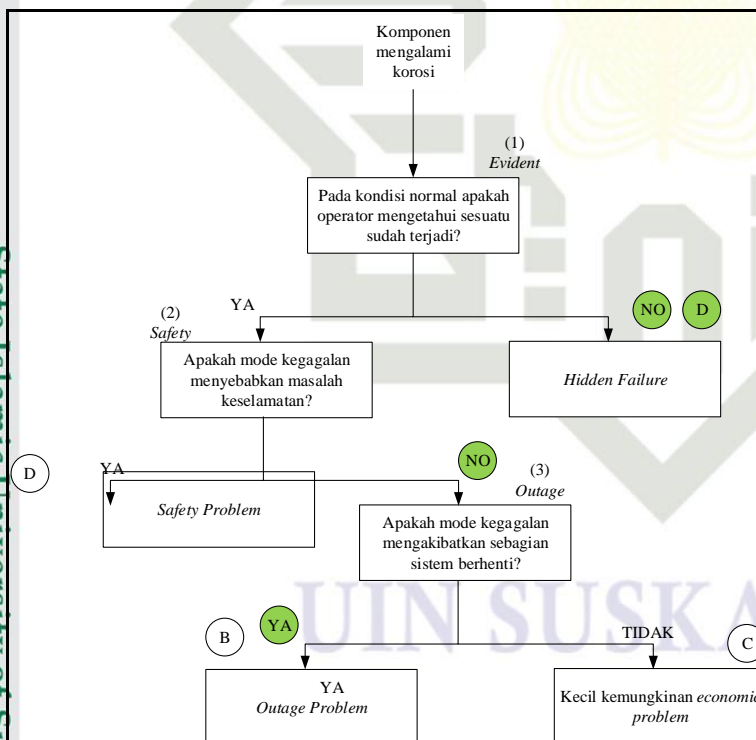 Komponen
mengalami
korosi
(1)
Evident
Pada kondisi normal apakah
operator mengetahui sesuatu
sudah terjadi?
YA
NO
D
(2)
Safety
Apakah mode kegagalan
menyebabkan masalah
keselamatan?
Hidden Failure
D
YA
Safety Problem
NO
(3)
Outage
Apakah mode kegagalan
mengakibatkan sebagian
sistem berhenti?
B
YA
UIN SUSKA
TIDAK
C
YA
Outage Problem
Kecil kemungkinan economic
problem